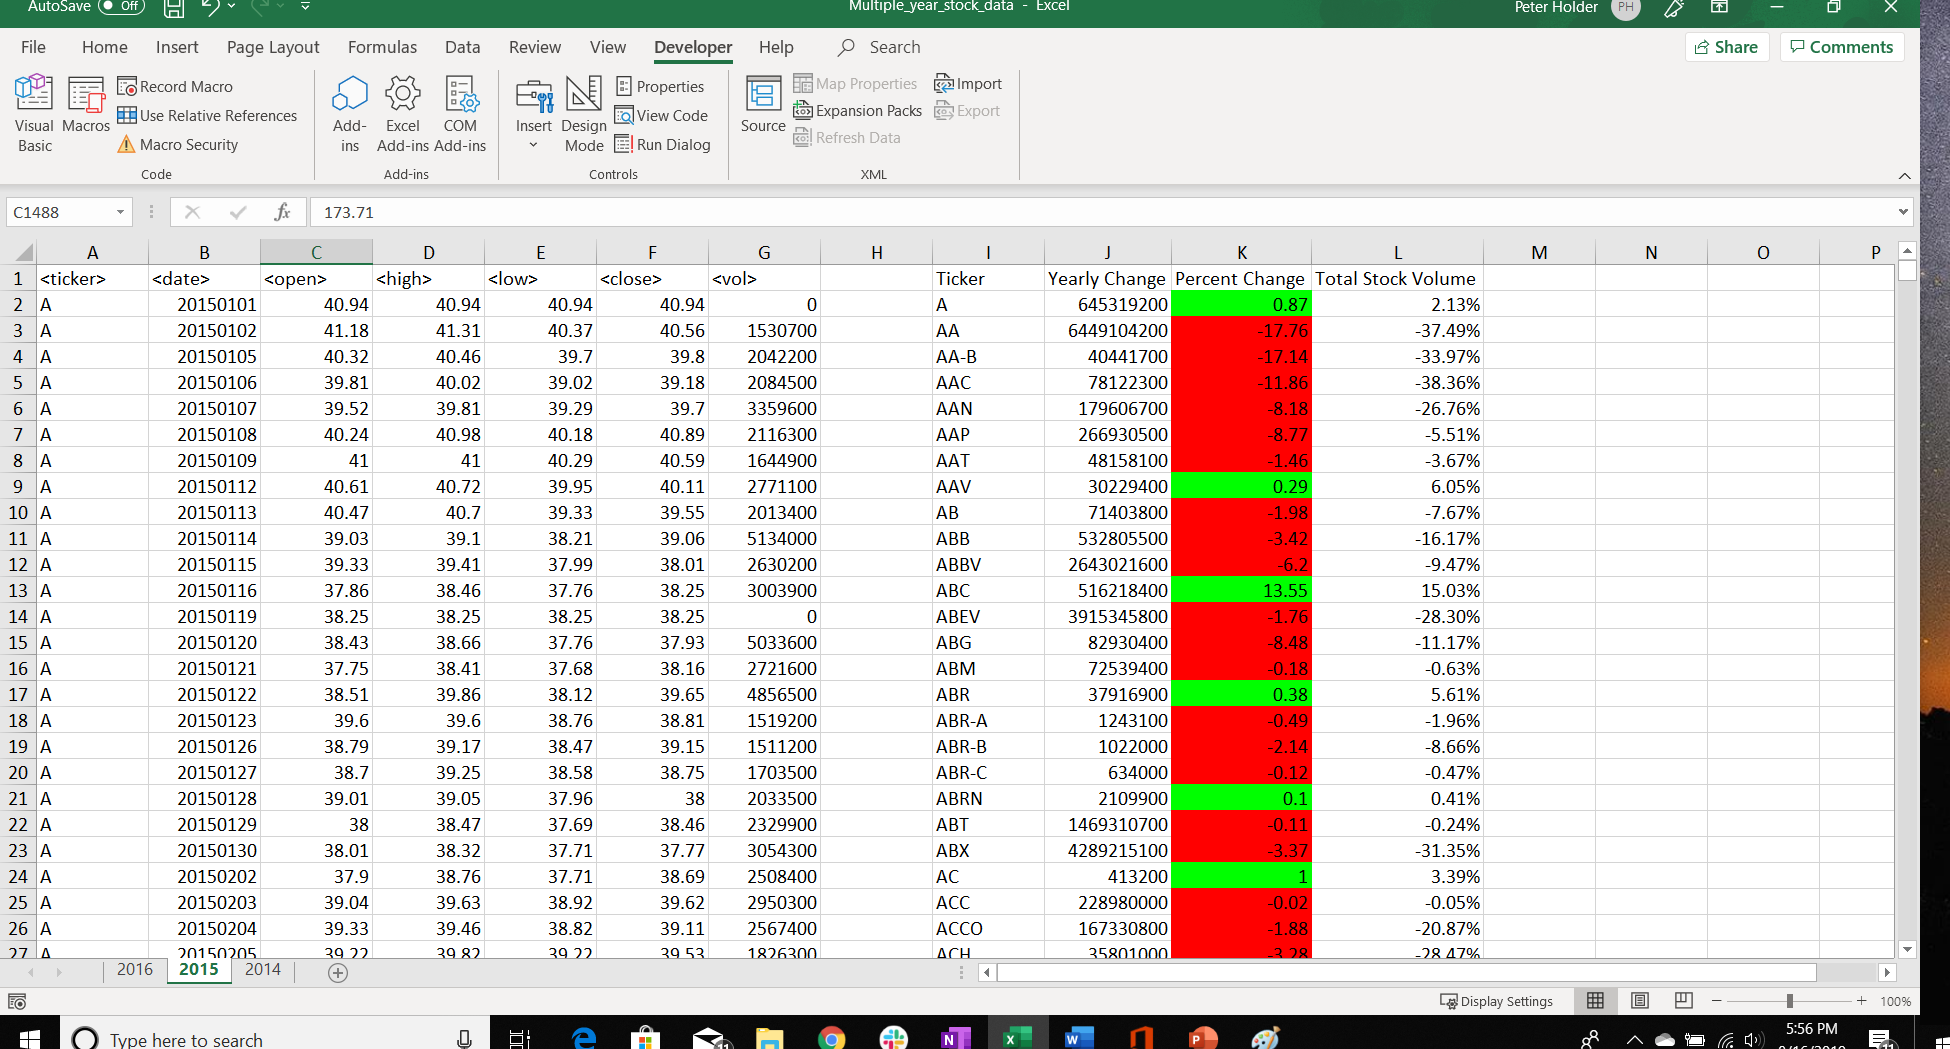 AutoSave Off Multiple_year_stock_data - Excel Peter Holder PH
File Home Insert Page Layout Formulas Data Review View Developer Help Search Share Comments
Visual Basic
Macros
Record Macro
Use Relative References
Macro Security
Code
Add-ins
Excel Add-ins
COM Add-ins
Add-ins
Insert
Design Mode
Properties
View Code
Run Dialog
Controls
Source
Map Properties
Expansion Packs
Refresh Data
Import
Export
XML
C1488 fx 173.71
A B C D E F G H I J K L M N O P
1 <ticker> <date> <open> <high> <low> <close> <vol> Ticker Yearly Change Percent Change Total Stock Volume
2 A 20150101 40.94 40.94 40.94 40.94 0 A 645319200 0.87 2.13%
3 A 20150102 41.18 41.31 40.37 40.56 1530700 AA 6449104200 -17.76 -37.49%
4 A 20150105 40.32 40.46 39.7 39.8 2042200 AA-B 40441700 -17.14 -33.97%
5 A 20150106 39.81 40.02 39.02 39.18 2084500 AAC 78122300 -11.86 -38.36%
6 A 20150107 39.52 39.81 39.29 39.7 3359600 AAN 179606700 -8.18 -26.76%
7 A 20150108 40.24 40.98 40.18 40.89 2116300 AAP 266930500 -8.77 -5.51%
8 A 20150109 41 41 40.29 40.59 1644900 AAT 48158100 -1.46 -3.67%
9 A 20150112 40.61 40.72 39.95 40.11 2771100 AAV 30229400 0.29 6.05%
10 A 20150113 40.47 40.7 39.33 39.55 2013400 AB 71403800 -1.98 -7.67%
11 A 20150114 39.03 39.1 38.21 39.06 5134000 ABB 532805500 -3.42 -16.17%
12 A 20150115 39.33 39.41 37.99 38.01 2630200 ABBV 2643021600 -6.2 -9.47%
13 A 20150116 37.86 38.46 37.76 38.25 3003900 ABC 516218400 13.55 15.03%
14 A 20150119 38.25 38.25 38.25 38.25 0 ABEV 3915345800 -1.76 -28.30%
15 A 20150120 38.43 38.66 37.76 37.93 5033600 ABG 82930400 -8.48 -11.17%
16 A 20150121 37.75 38.41 37.68 38.16 2721600 ABM 72539400 -0.18 -0.63%
17 A 20150122 38.51 39.86 38.12 39.65 4856500 ABR 37916900 0.38 5.61%
18 A 20150123 39.6 39.6 38.76 38.81 1519200 ABR-A 1243100 -0.49 -1.96%
19 A 20150126 38.79 39.17 38.47 39.15 1511200 ABR-B 1022000 -2.14 -8.66%
20 A 20150127 38.7 39.25 38.58 38.75 1703500 ABR-C 634000 -0.12 -0.47%
21 A 20150128 39.01 39.05 37.96 38 2033500 ABRN 2109900 0.1 0.41%
22 A 20150129 38 38.47 37.69 38.46 2329900 ABT 1469310700 -0.11 -0.24%
23 A 20150130 38.01 38.32 37.71 37.77 3054300 ABX 4289215100 -3.37 -31.35%
24 A 20150202 37.9 38.76 37.71 38.69 2508400 AC 413200 1 3.39%
25 A 20150203 39.04 39.63 38.92 39.62 2950300 ACC 228980000 -0.02 -0.05%
26 A 20150204 39.33 39.46 38.82 39.11 2567400 ACCO 167330800 -1.88 -20.87%
27 A 20150205 39.22 39.82 39.22 39.53 1826300 ACH 35801000 -3.28 -28.47%
2016 2015 2014
Display Settings 100%
Type here to search 5:56 PM